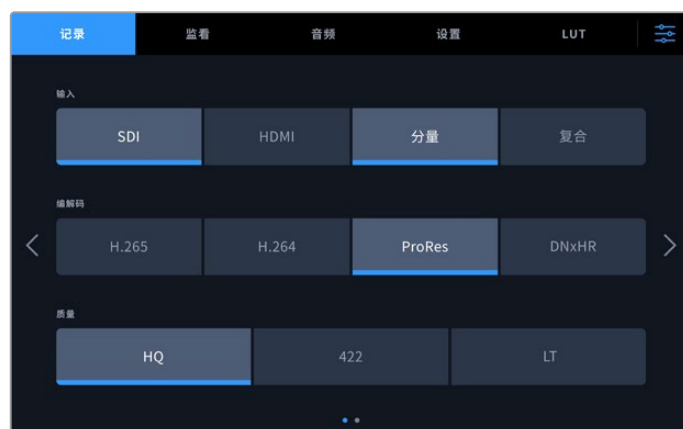 记录 监看 音频 设置 LUT
输入
SDI HDMI 分量 复合
编解码
H.265 H.264 ProRes DNxHR
质量
HQ 422 LT